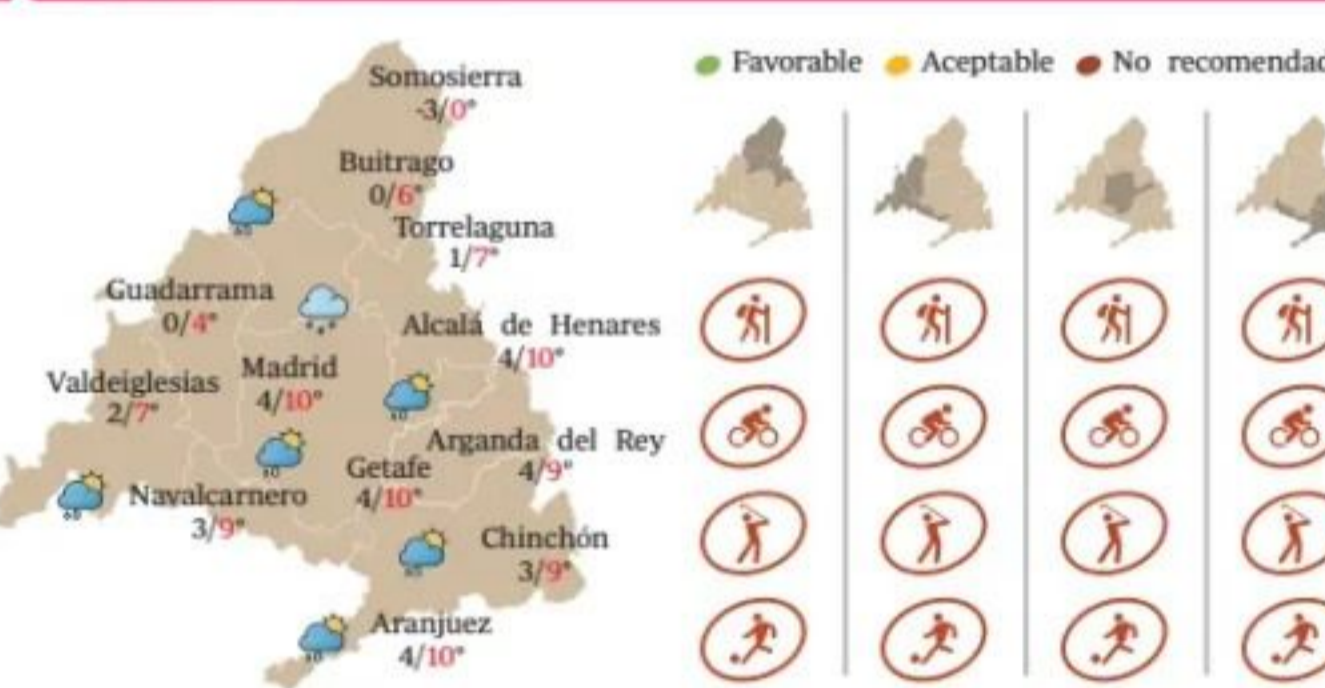 Somosierra
-3/0°
Buitrago
0/6°
Torrelaguna
1/7°
Guadarrama
0/4°
Alcalá de Henares
4/10°
Madrid
4/10°
Valdeiglesias
2/7°
Arganda del Rey
4/9°
Getafe
4/10°
Navalcarnero
3/9°
Chinchón
3/9°
Aranjuez
4/10°
Favorable Aceptable No recomendad